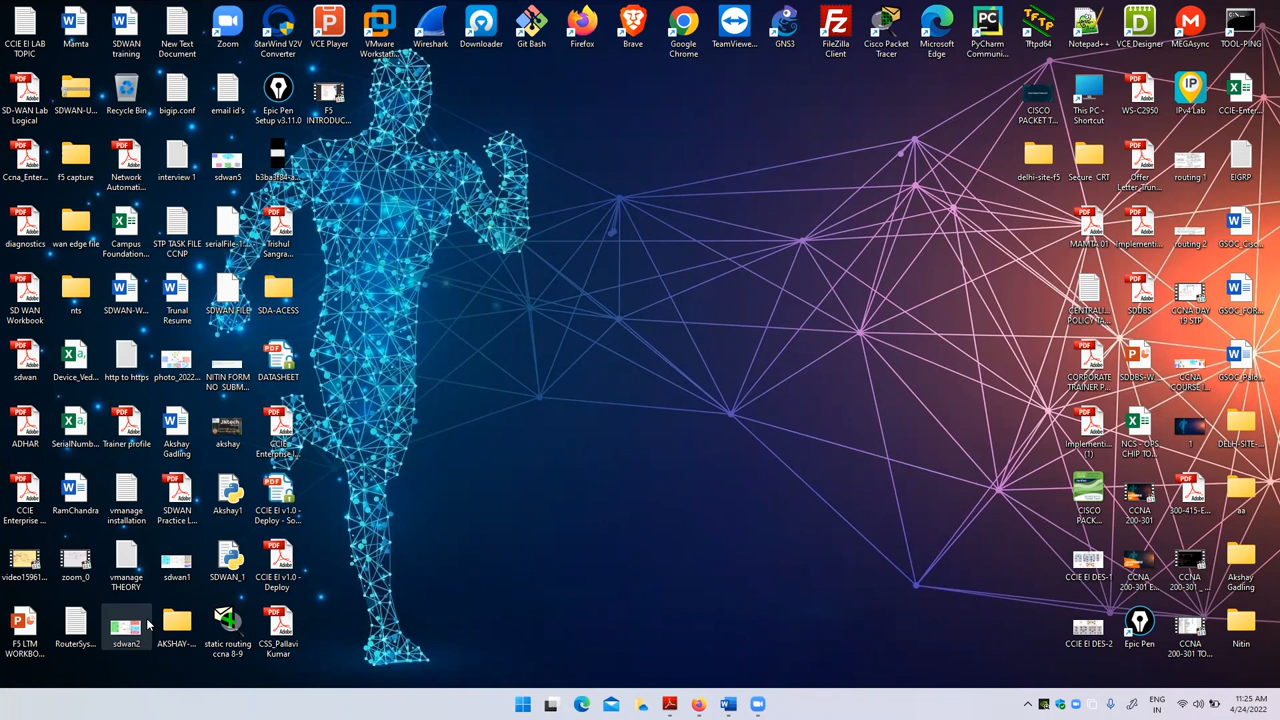 CCIE EI LAB
TOPIC
Mamta
SDWAN
training
New Text
Document
Zoom
StarWind V2V
Converter
VCE Player
VMware
Workstati...
Wireshark
Downloader
Git Bash
Firefox
Brave
Google
Chrome
TeamViewe...
GNS3
FileZilla
Client
Cisco Packet
Tracer
Microsoft
Edge
PyCharm
Communi...
Tftpd64
Notepad++
VCE Designer
MEGAsync
TOOL-PING
SD-WAN Lab
Logical
SDWAN-U...
Recycle Bin
bigip.conf
email id's
Epic Pen
Setup v3.11.0
F5
INTRODUC...
CISCO
PACKET T...
This PC -
Shortcut
WS-C2950
IPv4 Lab
CCIE-Enter...
Ccna_Enter...
f5 capture
Network
Automati...
interview 1
sdwan5
b3ba3f84-a...
delhi-site-f5
Secure_CRT
Offer
Letter_Trun...
routing 1
EIGRP
diagnostics
wan edge file
Campus
Foundation...
STP TASK FILE
CCNP
serialFile-1...
Trishul
Sangra...
MAMTA 01
Implementi...
routing 2
GSOC_Cisc...
SD WAN
Workbook
nts
SDWAN-W...
Trunal
Resume
SDWAN FILE
SDA-ACESS
CENTRALI...
POLICY TA...
SDDBS
CCNA DAY
19 STP
GSOC_FOR...
sdwan
Device_Ved...
http to https
photo_2022...
NITIN FORM
NO SUBM...
DATASHEET
CORPORATE
TRAINER P...
SDDBS-W...
CCNA
COURSE I...
GSOC_Palo...
ADHAR
SerialNumb...
Trainer profile
Akshay
Gadling
akshay
CCIE
Enterprise I...
Implementi...
(1)
NCS - OPS
CHIP TO...
1
DELH-SITE-...
CCIE
Enterprise ...
RamChandra
vmanage
installation
SDWAN
Practice L...
Akshay1
CCIE EI v1.0 -
Deploy - So...
CISCO
PACK...
CCNA
200-301
300-415-E...
aa
video15961...
zoom_0
vmanage
THEORY
sdwan1
SDWAN_1
CCIE EI v1.0 -
Deploy
CCIE EI DES-1
CCNA
200-301 E...
CCNA
200-301 _...
Akshay
Gadling
F5 LTM
WORKBO...
RouterSys...
sdwan2
AKSHAY-...
static routing
ccna 8-9
CSS_Pallavi
Kumar
CCIE EI DES-2
Epic Pen
CCNA
200-301 TO...
Nitin
ENG
IN
11:25 AM
4/24/2022